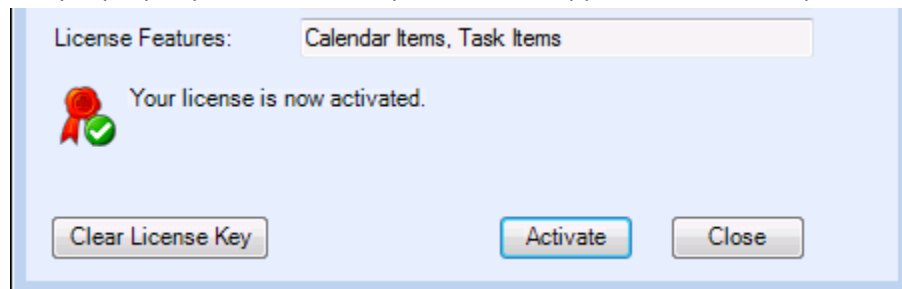 License Features: Calendar Items, Task Items
Your license is now activated.
Clear License Key Activate Close